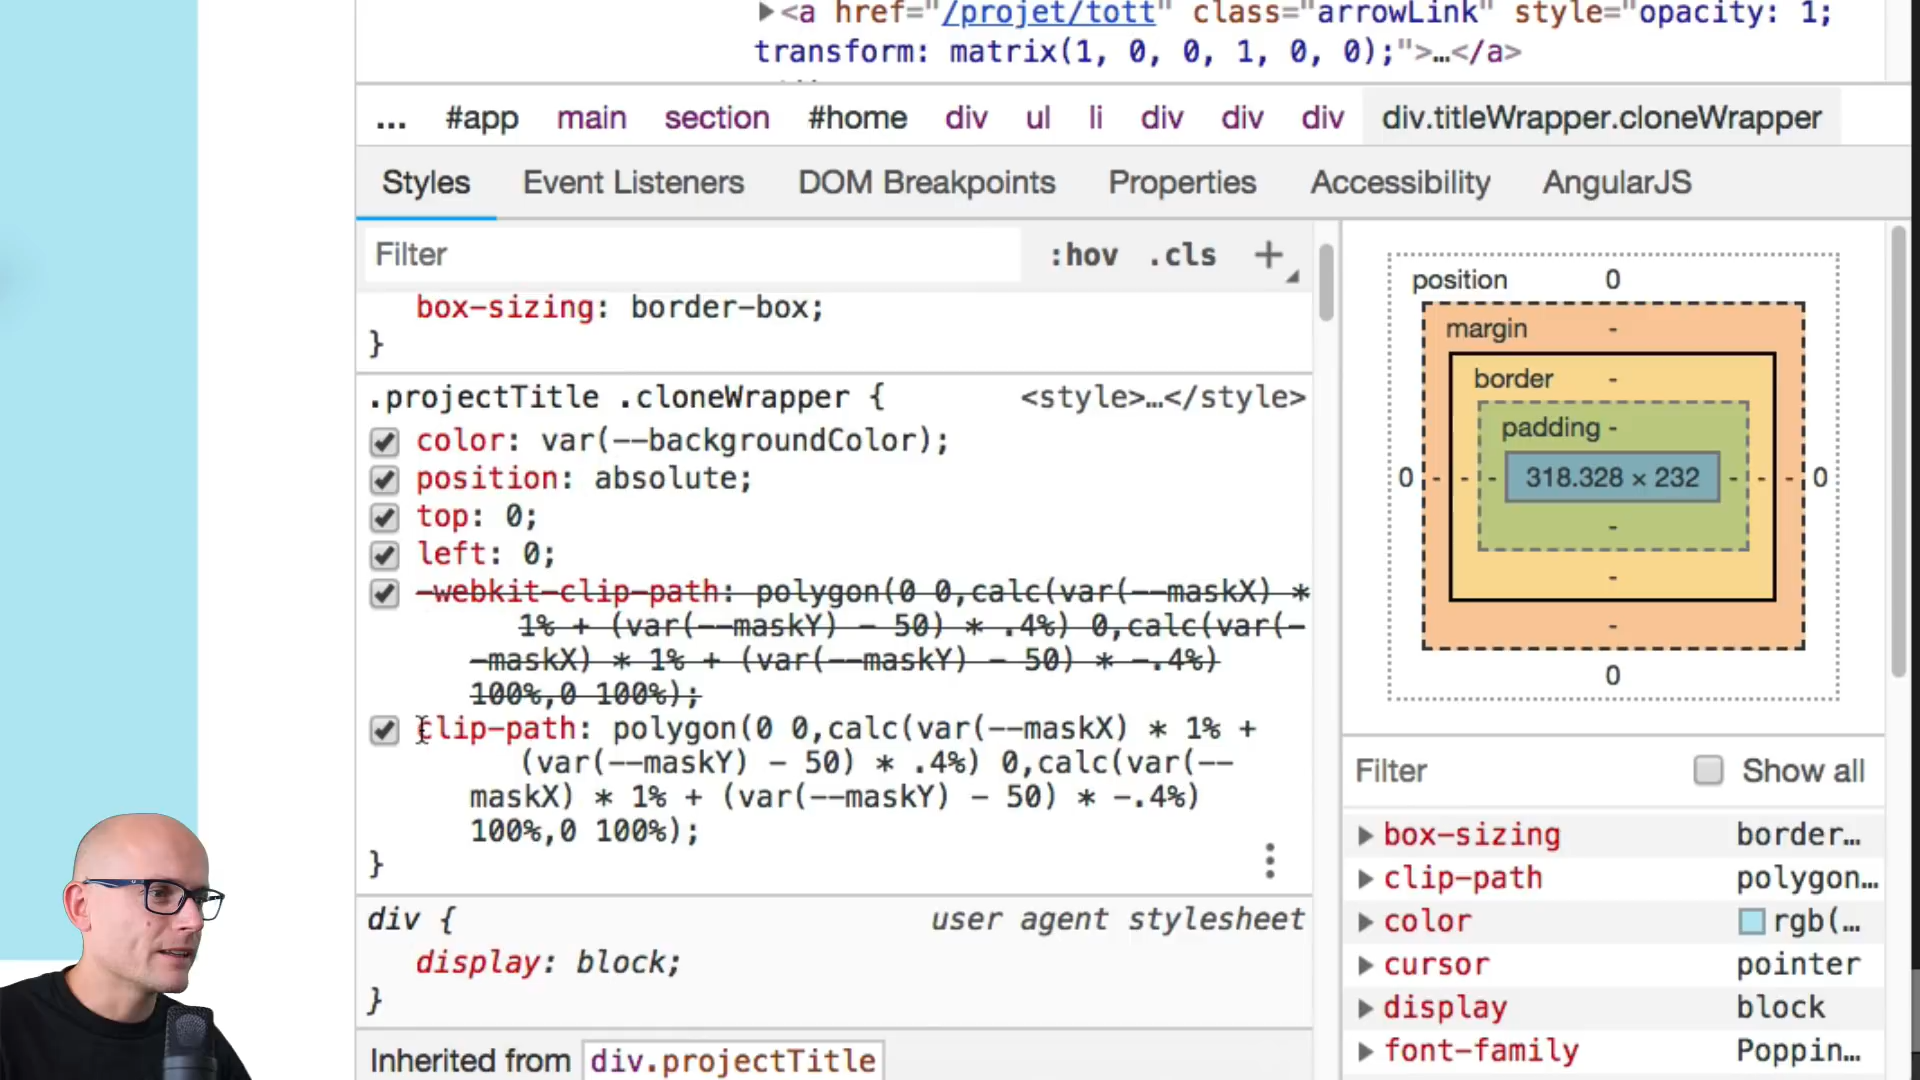 ▶<a href="/projet/tott" class="arrowLink" style="opacity: 1;
transform: matrix(1, 0, 0, 1, 0, 0);">…</a>
... #app main section #home div ul li div div div div.titleWrapper.cloneWrapper
Styles Event Listeners DOM Breakpoints Properties Accessibility AngularJS
Filter :hov .cls +
box-sizing: border-box;
}
.projectTitle .cloneWrapper { <style>…</style>
color: var(--backgroundColor);
position: absolute;
top: 0;
left: 0;
-webkit-clip-path: polygon(0 0,calc(var(--maskX) *
1% + (var(--maskY) - 50) * .4%) 0,calc(var(-
-maskX) * 1% + (var(--maskY) - 50) * -.4%)
100%,0 100%);
clip-path: polygon(0 0,calc(var(--maskX) * 1% +
(var(--maskY) - 50) * .4%) 0,calc(var(--
maskX) * 1% + (var(--maskY) - 50) * -.4%)
100%,0 100%);
}
div { user agent stylesheet
display: block;
}
Inherited from div.projectTitle
position 0
margin -
border -
padding -
0 - - - 318.328 × 232 - - - 0
-
-
-
0
Filter Show all
box-sizing border…
clip-path polygon…
color rgb(…
cursor pointer
display block
font-family Poppin…